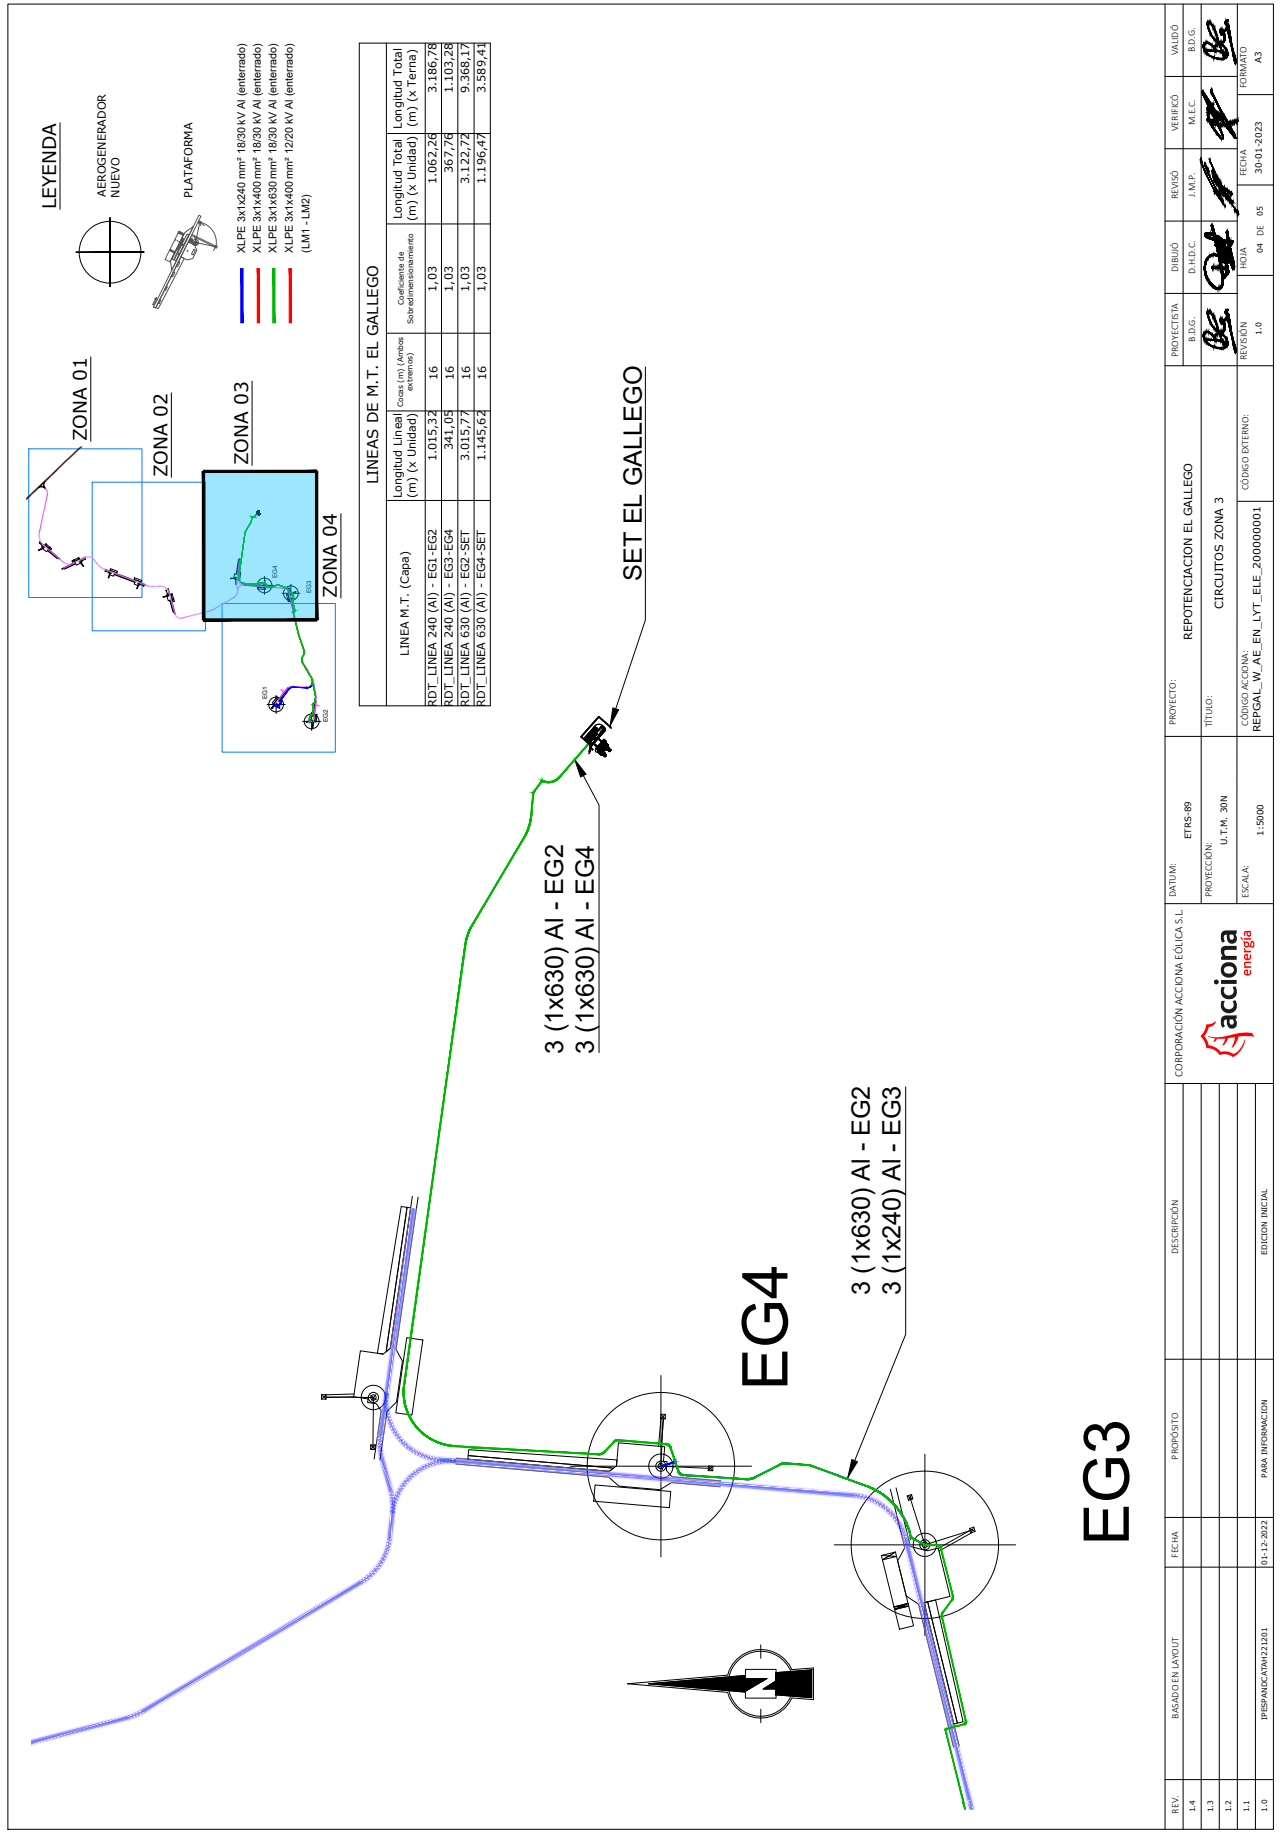 LEYENDA
AEROGENERADOR
NUEVO
PLATAFORMA
XLPE 3x1x240 mm² 18/30 kV Al (enterrado)
XLPE 3x1x400 mm² 18/30 kV Al (enterrado)
XLPE 3x1x630 mm² 18/30 kV Al (enterrado)
XLPE 3x1x400 mm² 12/20 kV Al (enterrado)
(LM1 - LM2)
ZONA 01
ZONA 02
ZONA 03
ZONA 04
EG1
EG2
EG3
EG4
LINEAS DE M.T. EL GALLEGO
LINEA M.T. (Capa)
Longitud Lineal
(m) (x Unidad)
Cocas (m) (Ambos
extremos)
Coeficiente de
Sobredimensionamiento
Longitud Total
(m) (x Unidad)
Longitud Total
(m) (x Terna)
RDT_LINEA 240 (Al) - EG1-EG2 1.015,32 16 1,03 1.062,26 3.186,78
RDT_LINEA 240 (Al) - EG3-EG4 341,05 16 1,03 367,76 1.103,28
RDT_LINEA 630 (Al) - EG2-SET 3.015,77 16 1,03 3.122,72 9.368,17
RDT_LINEA 630 (Al) - EG4-SET 1.145,62 16 1,03 1.196,47 3.589,41
SET EL GALLEGO
3 (1x630) Al - EG2
3 (1x630) Al - EG4
3 (1x630) Al - EG2
3 (1x240) Al - EG3
EG4
EG3
N
REV. BASADO EN LAYOUT FECHA PROPÓSITO DESCRIPCIÓN
1.4
1.3
1.2
1.1
1.0 IPESPANDCATAH221201 01-12-2022 PARA INFORMACION EDICION INICIAL
CORPORACIÓN ACCIONA EÓLICA S.L.
acciona
energía
DATUM:
ETRS-89
PROYECCIÓN:
U.T.M. 30N
ESCALA:
1:5000
PROYECTO:
REPOTENCIACION EL GALLEGO
TÍTULO:
CIRCUITOS ZONA 3
CÓDIGO ACCIONA:
REPGAL_W_AE_EN_LYT_ELE_200000001
CÓDIGO EXTERNO:
PROYECTISTA DIBUJÓ REVISÓ VERIFICÓ VALIDÓ
B.D.G. D.H.D.C. J.M.P. M.E.C. B.D.G.
REVISIÓN
1.0
HOJA
04 DE 05
FECHA
30-01-2023
FORMATO
A3